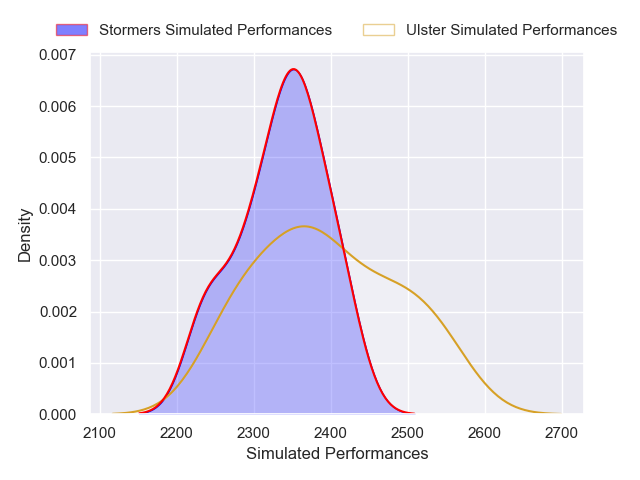 Stormers Simulated Performances Ulster Simulated Performances
0.007
0.006
0.005
0.004
0.003
0.002
0.001
0.000
Density
2100 2200 2300 2400 2500 2600 2700
Simulated Performances